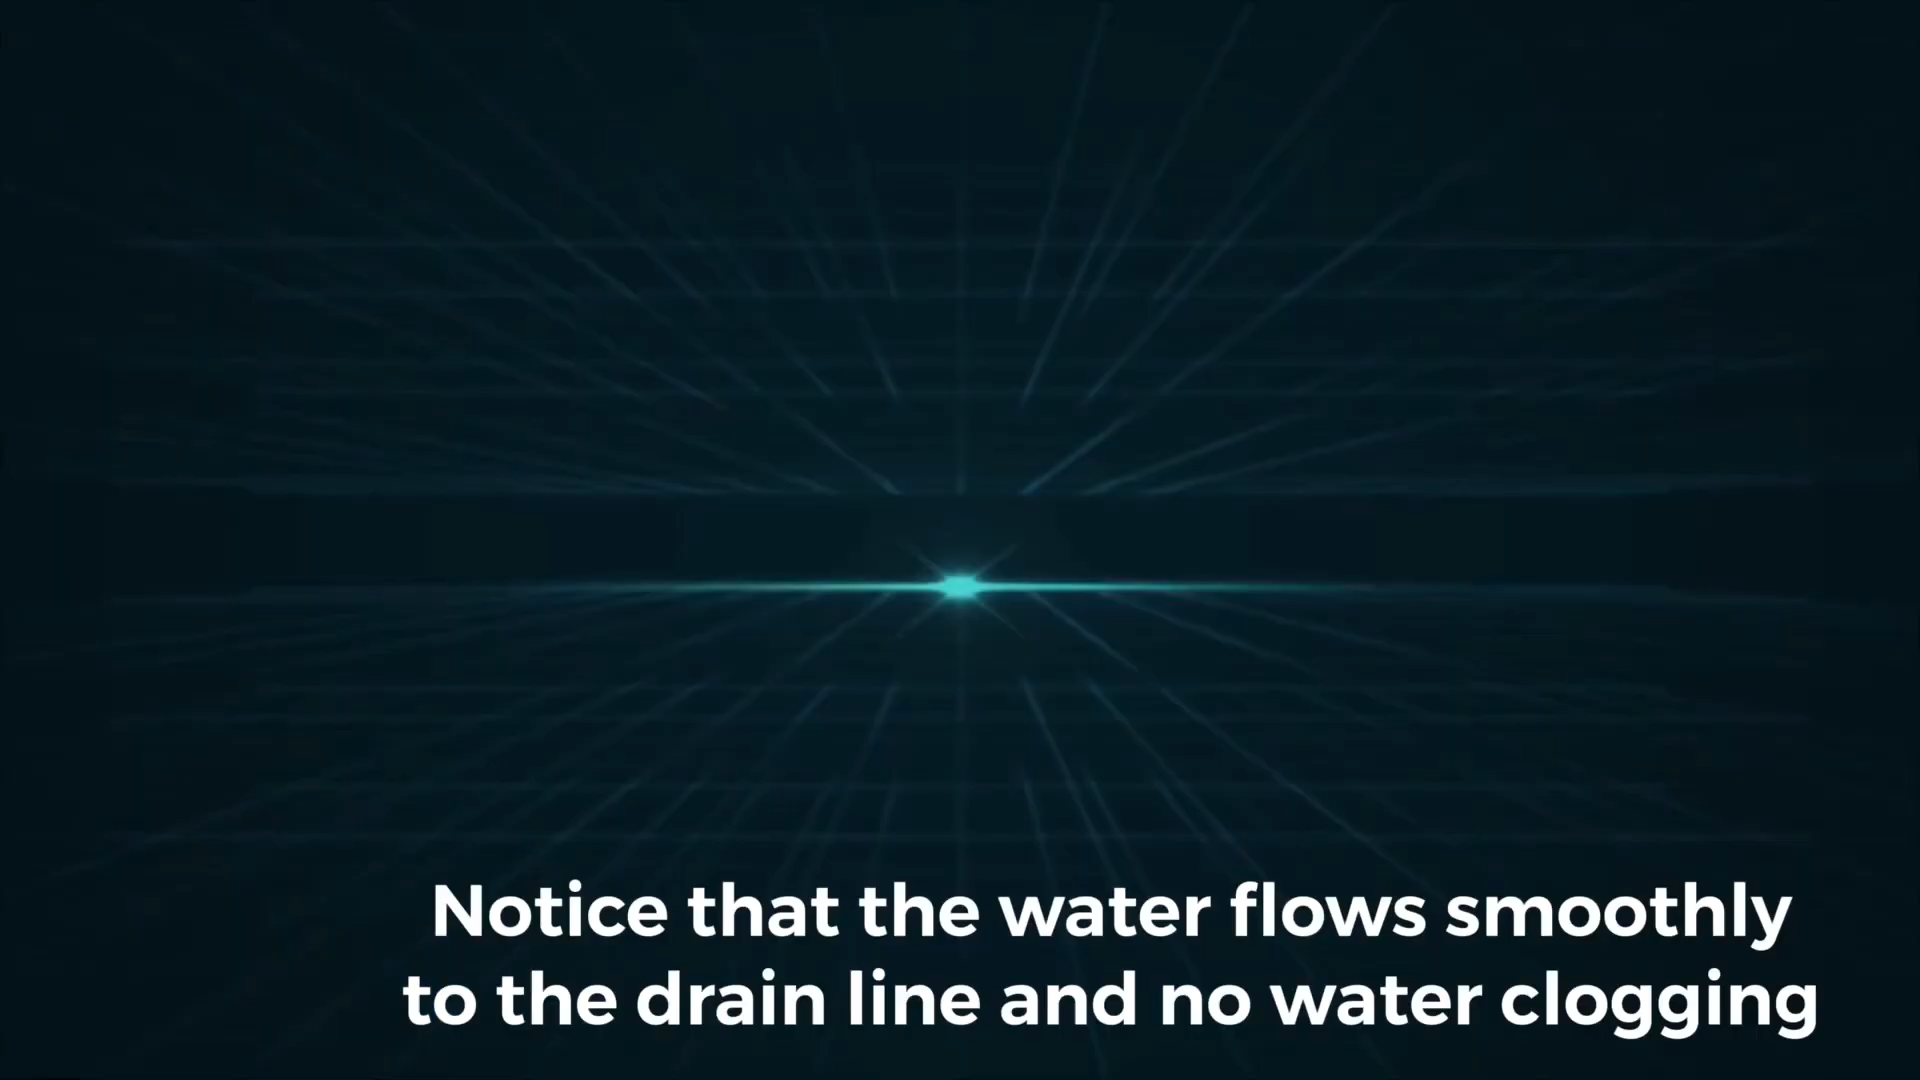 Notice that the water flows smoothly
to the drain line and no water clogging